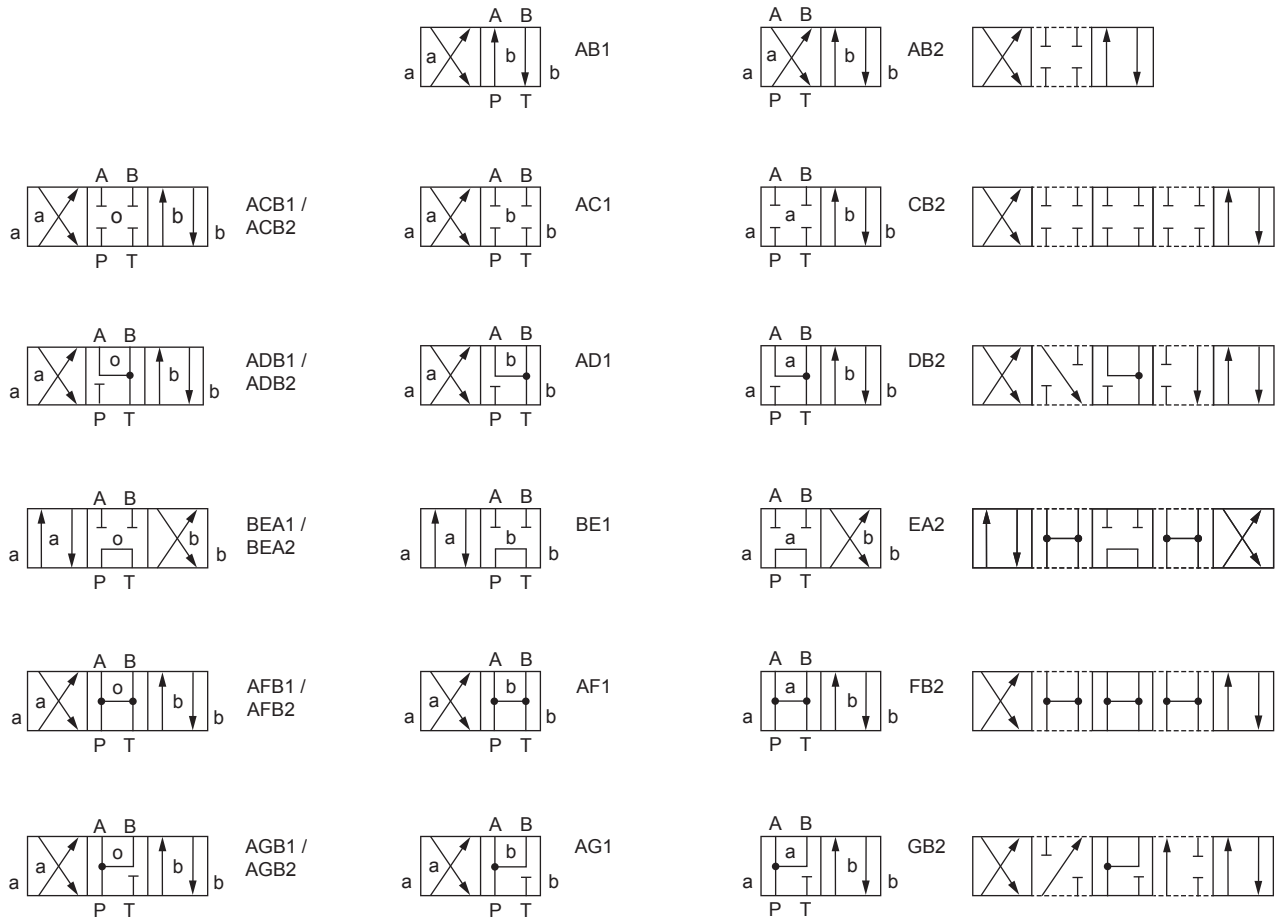 A B A B
a b AB1 a b AB2
a b b
P T P T
A B A B A B
a o b ACB1 / a b AC1 a b CB2
a b ACB2 a b b
P T P T P T
A B A B A B
a o b ADB1 / a b AD1 a b DB2
a b ADB2 a b b
P T P T P T
A B A B A B
a o b BEA1 / a b BE1 a b EA2
a b BEA2 a b b
P T P T P T
A B A B A B
a o b AFB1 / a b AF1 a b FB2
a b AFB2 a b a b
P T P T P T
A B A B A B
a o b AGB1 / a b AG1 a b GB2
a b AGB2 a b a b
P T P T P T